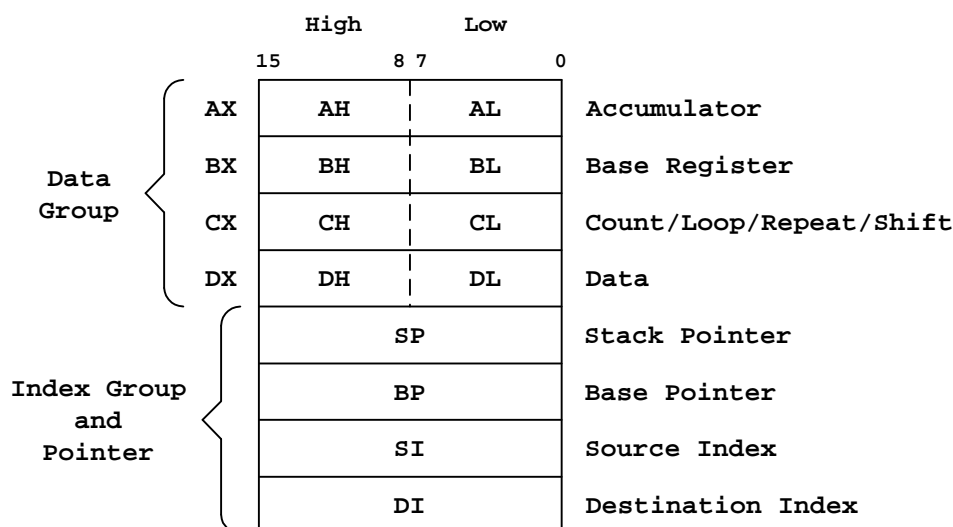 High Low
15 8 7 0
AX AH AL Accumulator
BX BH BL Base Register
Data
Group
CX CH CL Count/Loop/Repeat/Shift
DX DH DL Data
SP Stack Pointer
Index Group
and
Pointer
BP Base Pointer
SI Source Index
DI Destination Index